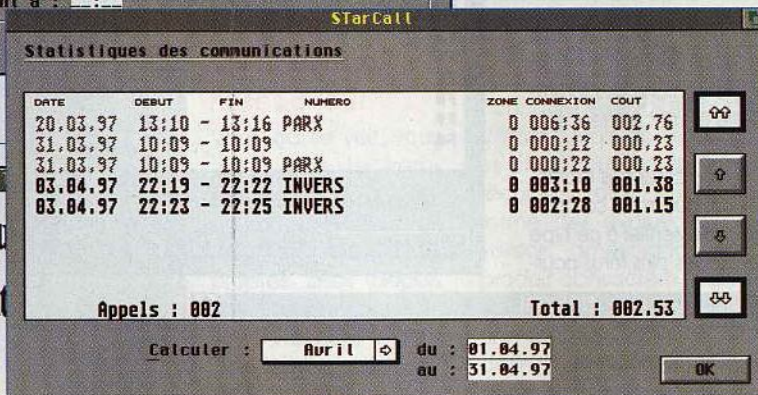 nt à : __:__
STarCall
Statistiques des communications
DATE DEBUT FIN NUMERO ZONE CONNEXION COUT
20.03.97 13:10 - 13:16 PARX 0 006:36 002.76
31.03.97 10:09 - 10:09 0 000:12 000.23
31.03.97 10:09 - 10:09 PARX 0 000:22 000.23
03.04.97 22:19 - 22:22 INVERS 0 003:10 001.38
03.04.97 22:23 - 22:25 INVERS 0 002:28 001.15
Appels : 002 Total : 002.53
Calculer : Avril du : 01.04.97
au : 31.04.97
OK